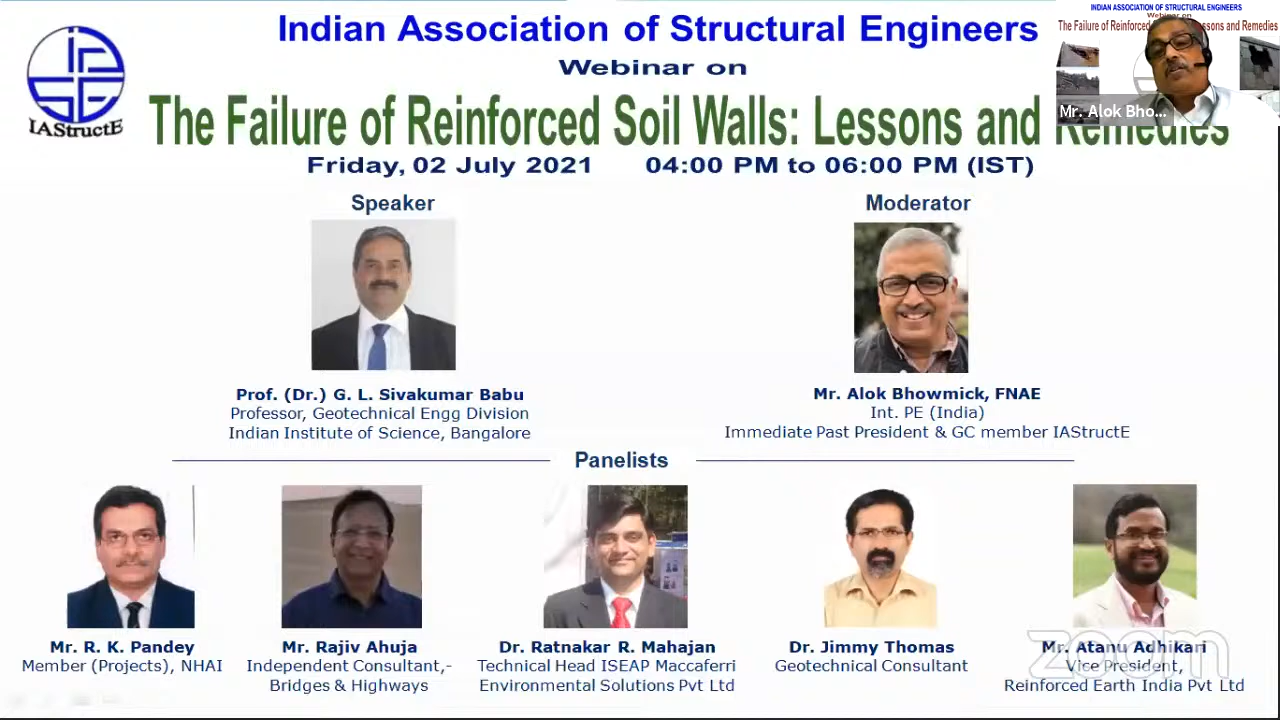 Indian Association of Structural Engineers
IAStructE
Webinar on
The Failure of Reinforced Soil Walls: Lessons and Remedies
Friday, 02 July 2021 04:00 PM to 06:00 PM (IST)
INDIAN ASSOCIATION OF STRUCTURAL ENGINEERS
Webinar on
The Failure of Reinforced Lessons and Remedies
Mr. Alok Bho...
Speaker
Moderator
Prof. (Dr.) G. L. Sivakumar Babu
Professor, Geotechnical Engg Division
Indian Institute of Science, Bangalore
Mr. Alok Bhowmick, FNAE
Int. PE (India)
Immediate Past President & GC member IAStructE
Panelists
Mr. R. K. Pandey
Member (Projects), NHAI
Mr. Rajiv Ahuja
Independent Consultant,-
Bridges & Highways
Dr. Ratnakar R. Mahajan
Technical Head ISEAP Maccaferri
Environmental Solutions Pvt Ltd
Dr. Jimmy Thomas
Geotechnical Consultant
Mr. Atanu Adhikari
Vice President,
Reinforced Earth India Pvt Ltd
zoom